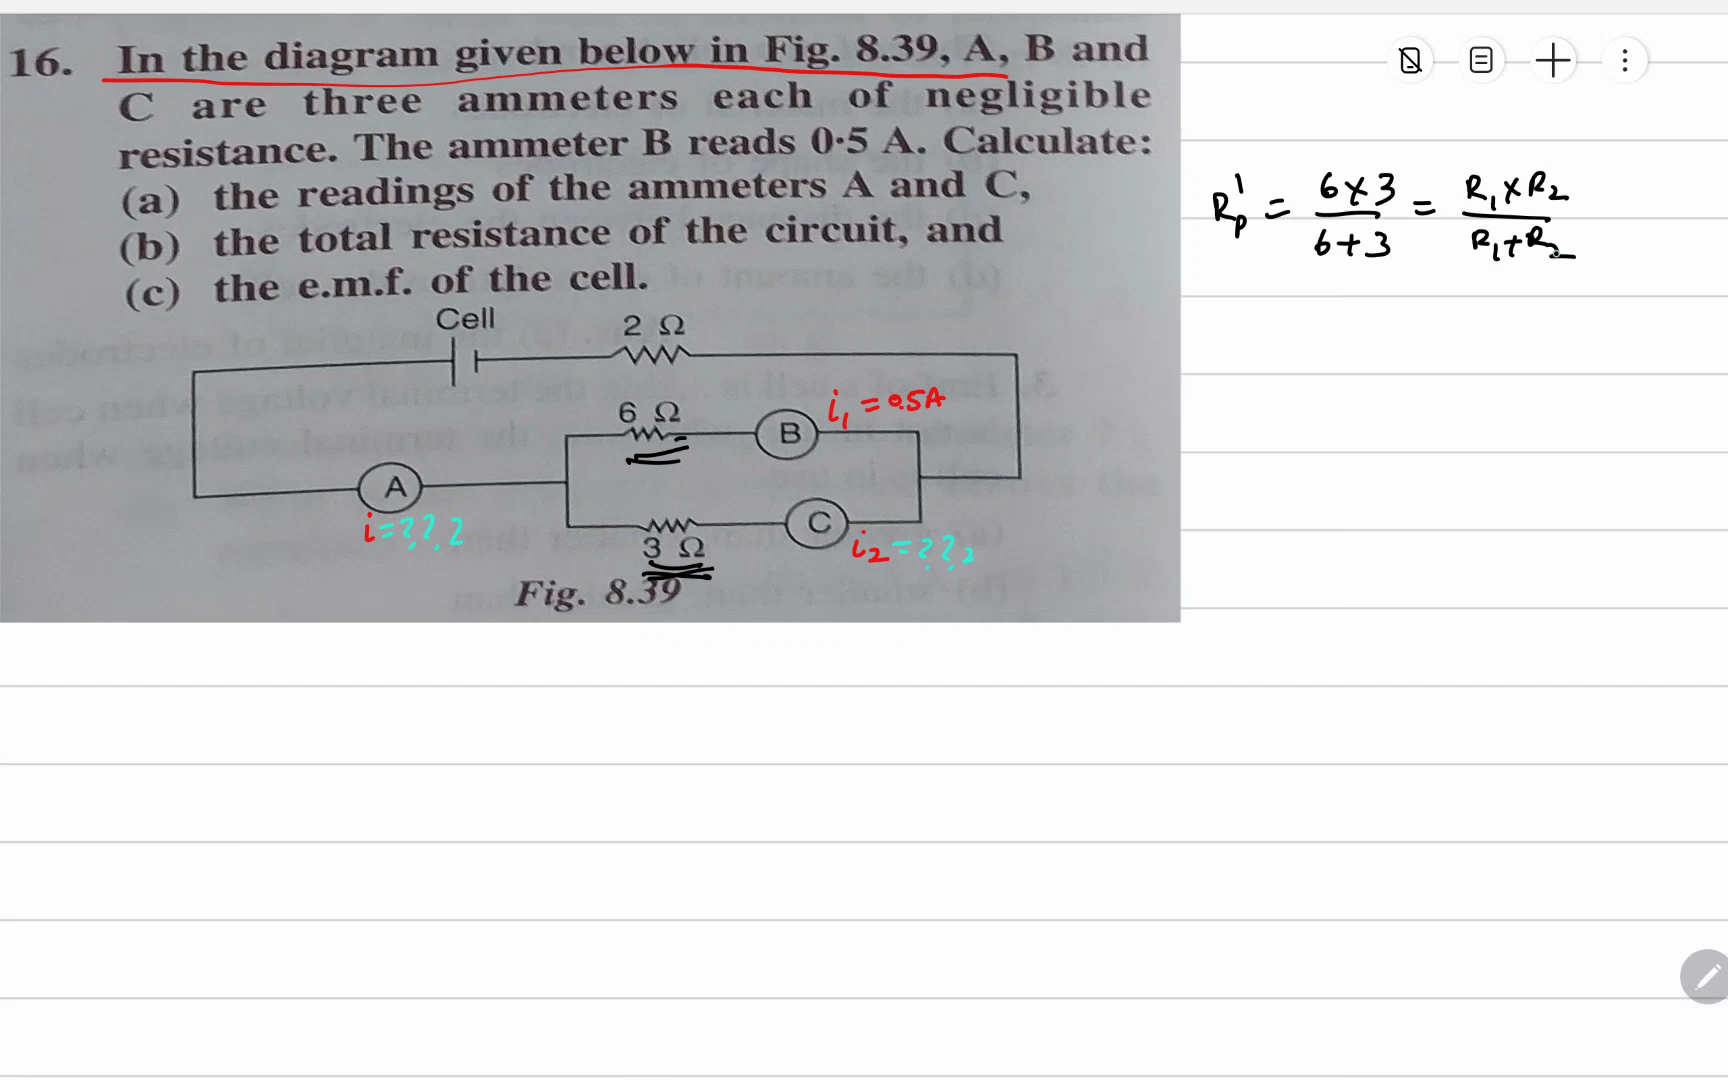 16. In the diagram given below in Fig. 8.39, A, B and
C are three ammeters each of negligible
resistance. The ammeter B reads 0·5 A. Calculate:
(a) the readings of the ammeters A and C,
(b) the total resistance of the circuit, and
(c) the e.m.f. of the cell.
Cell
2 Ω
6 Ω
B
i₁ = 0.5A
A
i = ???
C
i₂ = ???
3 Ω
Fig. 8.39
Rₚ' = 6×3 / 6+3 = R₁×R₂ / R₁+R₂